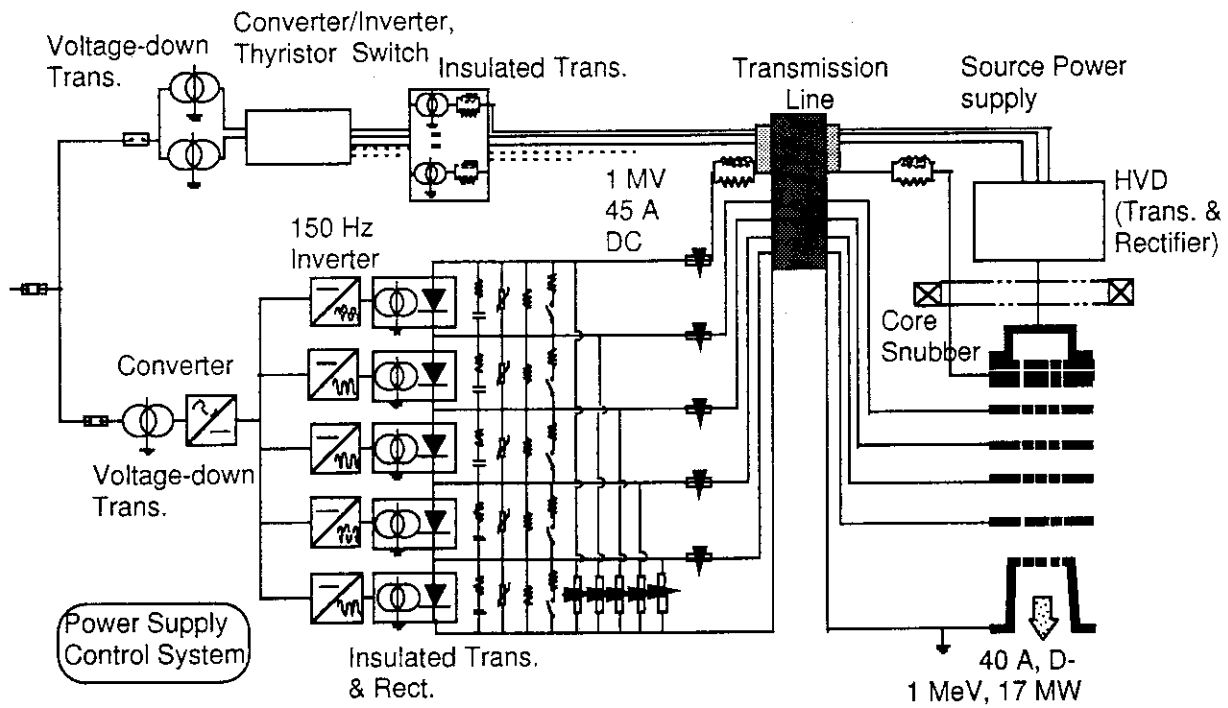 Voltage-down
Trans.
Converter/Inverter,
Thyristor Switch
Insulated Trans.
Transmission
Line
Source Power
supply
1 MV
45 A
DC
HVD
(Trans. &
Rectifier)
150 Hz
Inverter
Core
Snubber
Converter
Voltage-down
Trans.
Power Supply
Control System
Insulated Trans.
& Rect.
40 A, D-
1 MeV, 17 MW